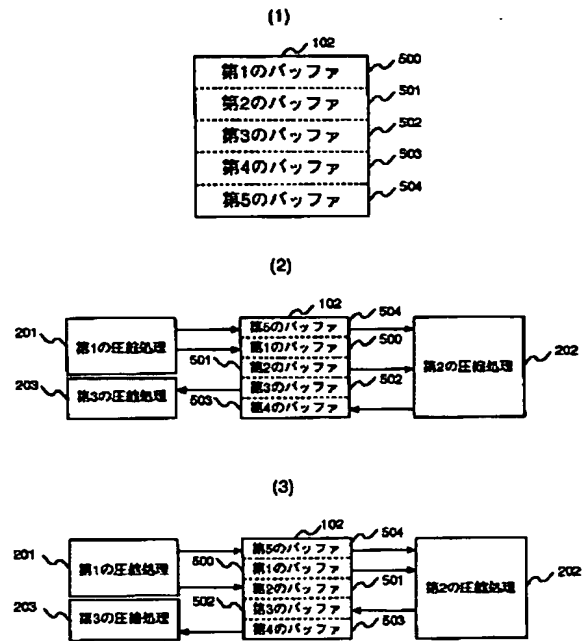 (1)
102
第1のバッファ 500
第2のバッファ 501
第3のバッファ 502
第4のバッファ 503
第5のバッファ 504
(2)
102
504
201 第1の圧縮処理 第5のバッファ
第1のバッファ 500
501 第2のバッファ 第2の圧縮処理 202
203 第3の圧縮処理 第3のバッファ 502
503 第4のバッファ
(3)
102
504
201 第1の圧縮処理 第5のバッファ
500 第1のバッファ
第2のバッファ 501 第2の圧縮処理 202
203 第3の圧縮処理 502 第3のバッファ
第4のバッファ 503